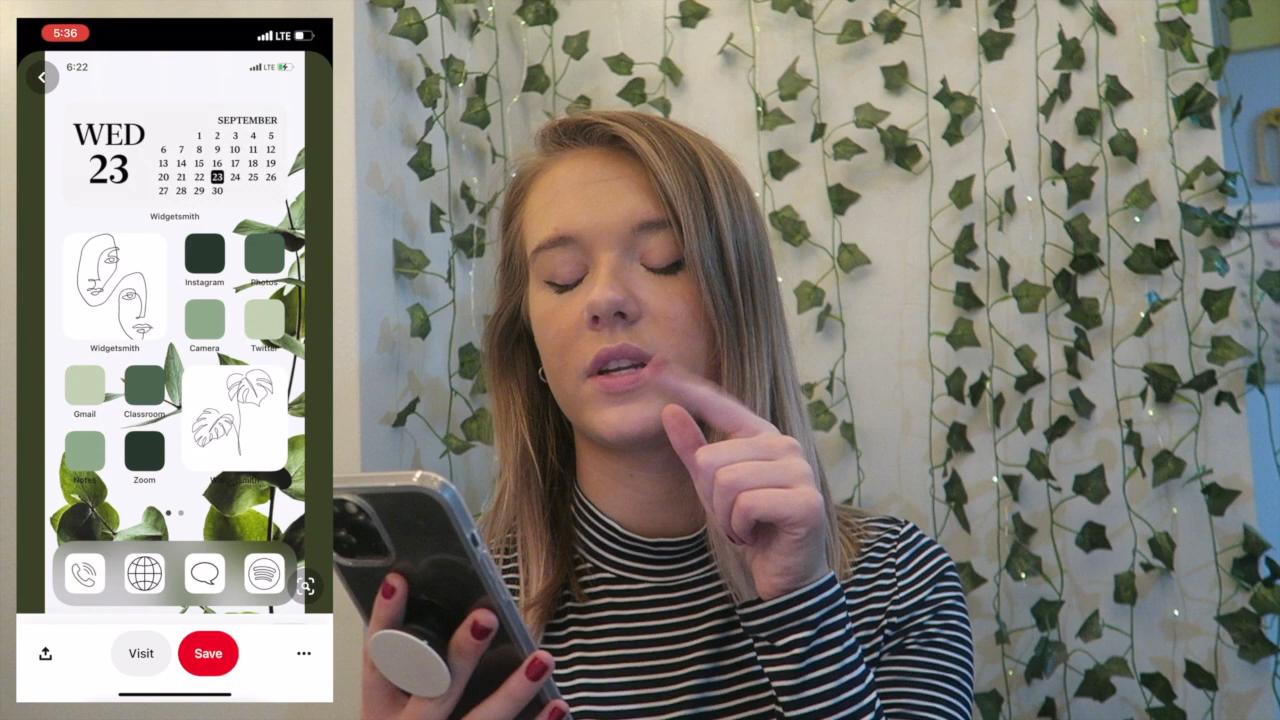 5:36
LTE
6:22
LTE
WED
23
SEPTEMBER
1 2 3 4 5
6 7 8 9 10 11 12
13 14 15 16 17 18 19
20 21 22 23 24 25 26
27 28 29 30
Widgetsmith
Instagram
Photos
Widgetsmith
Camera
Twitter
Gmail
Classroom
Notes
Zoom
Widgetsmith
Visit
Save